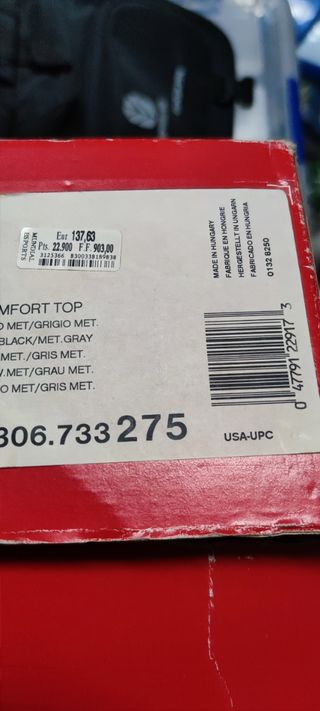 MUNDIAL
Eur 137,63
Pts. 22.900 F.F. 903,00
3125366 8300338189838
MADE IN HUNGARY
FABRIQUE EN HONGRIE
HERGESTELLT IN UNGARN
FABRICADO EN HUNGRIA
0132 8250
MFORT TOP
O MET/GRIGIO MET.
BLACK/MET.GRAY
MET./GRIS MET.
W.MET/GRAU MET.
O MET/GRIS MET.
306.733 275
0 47791 22917 3
USA-UPC